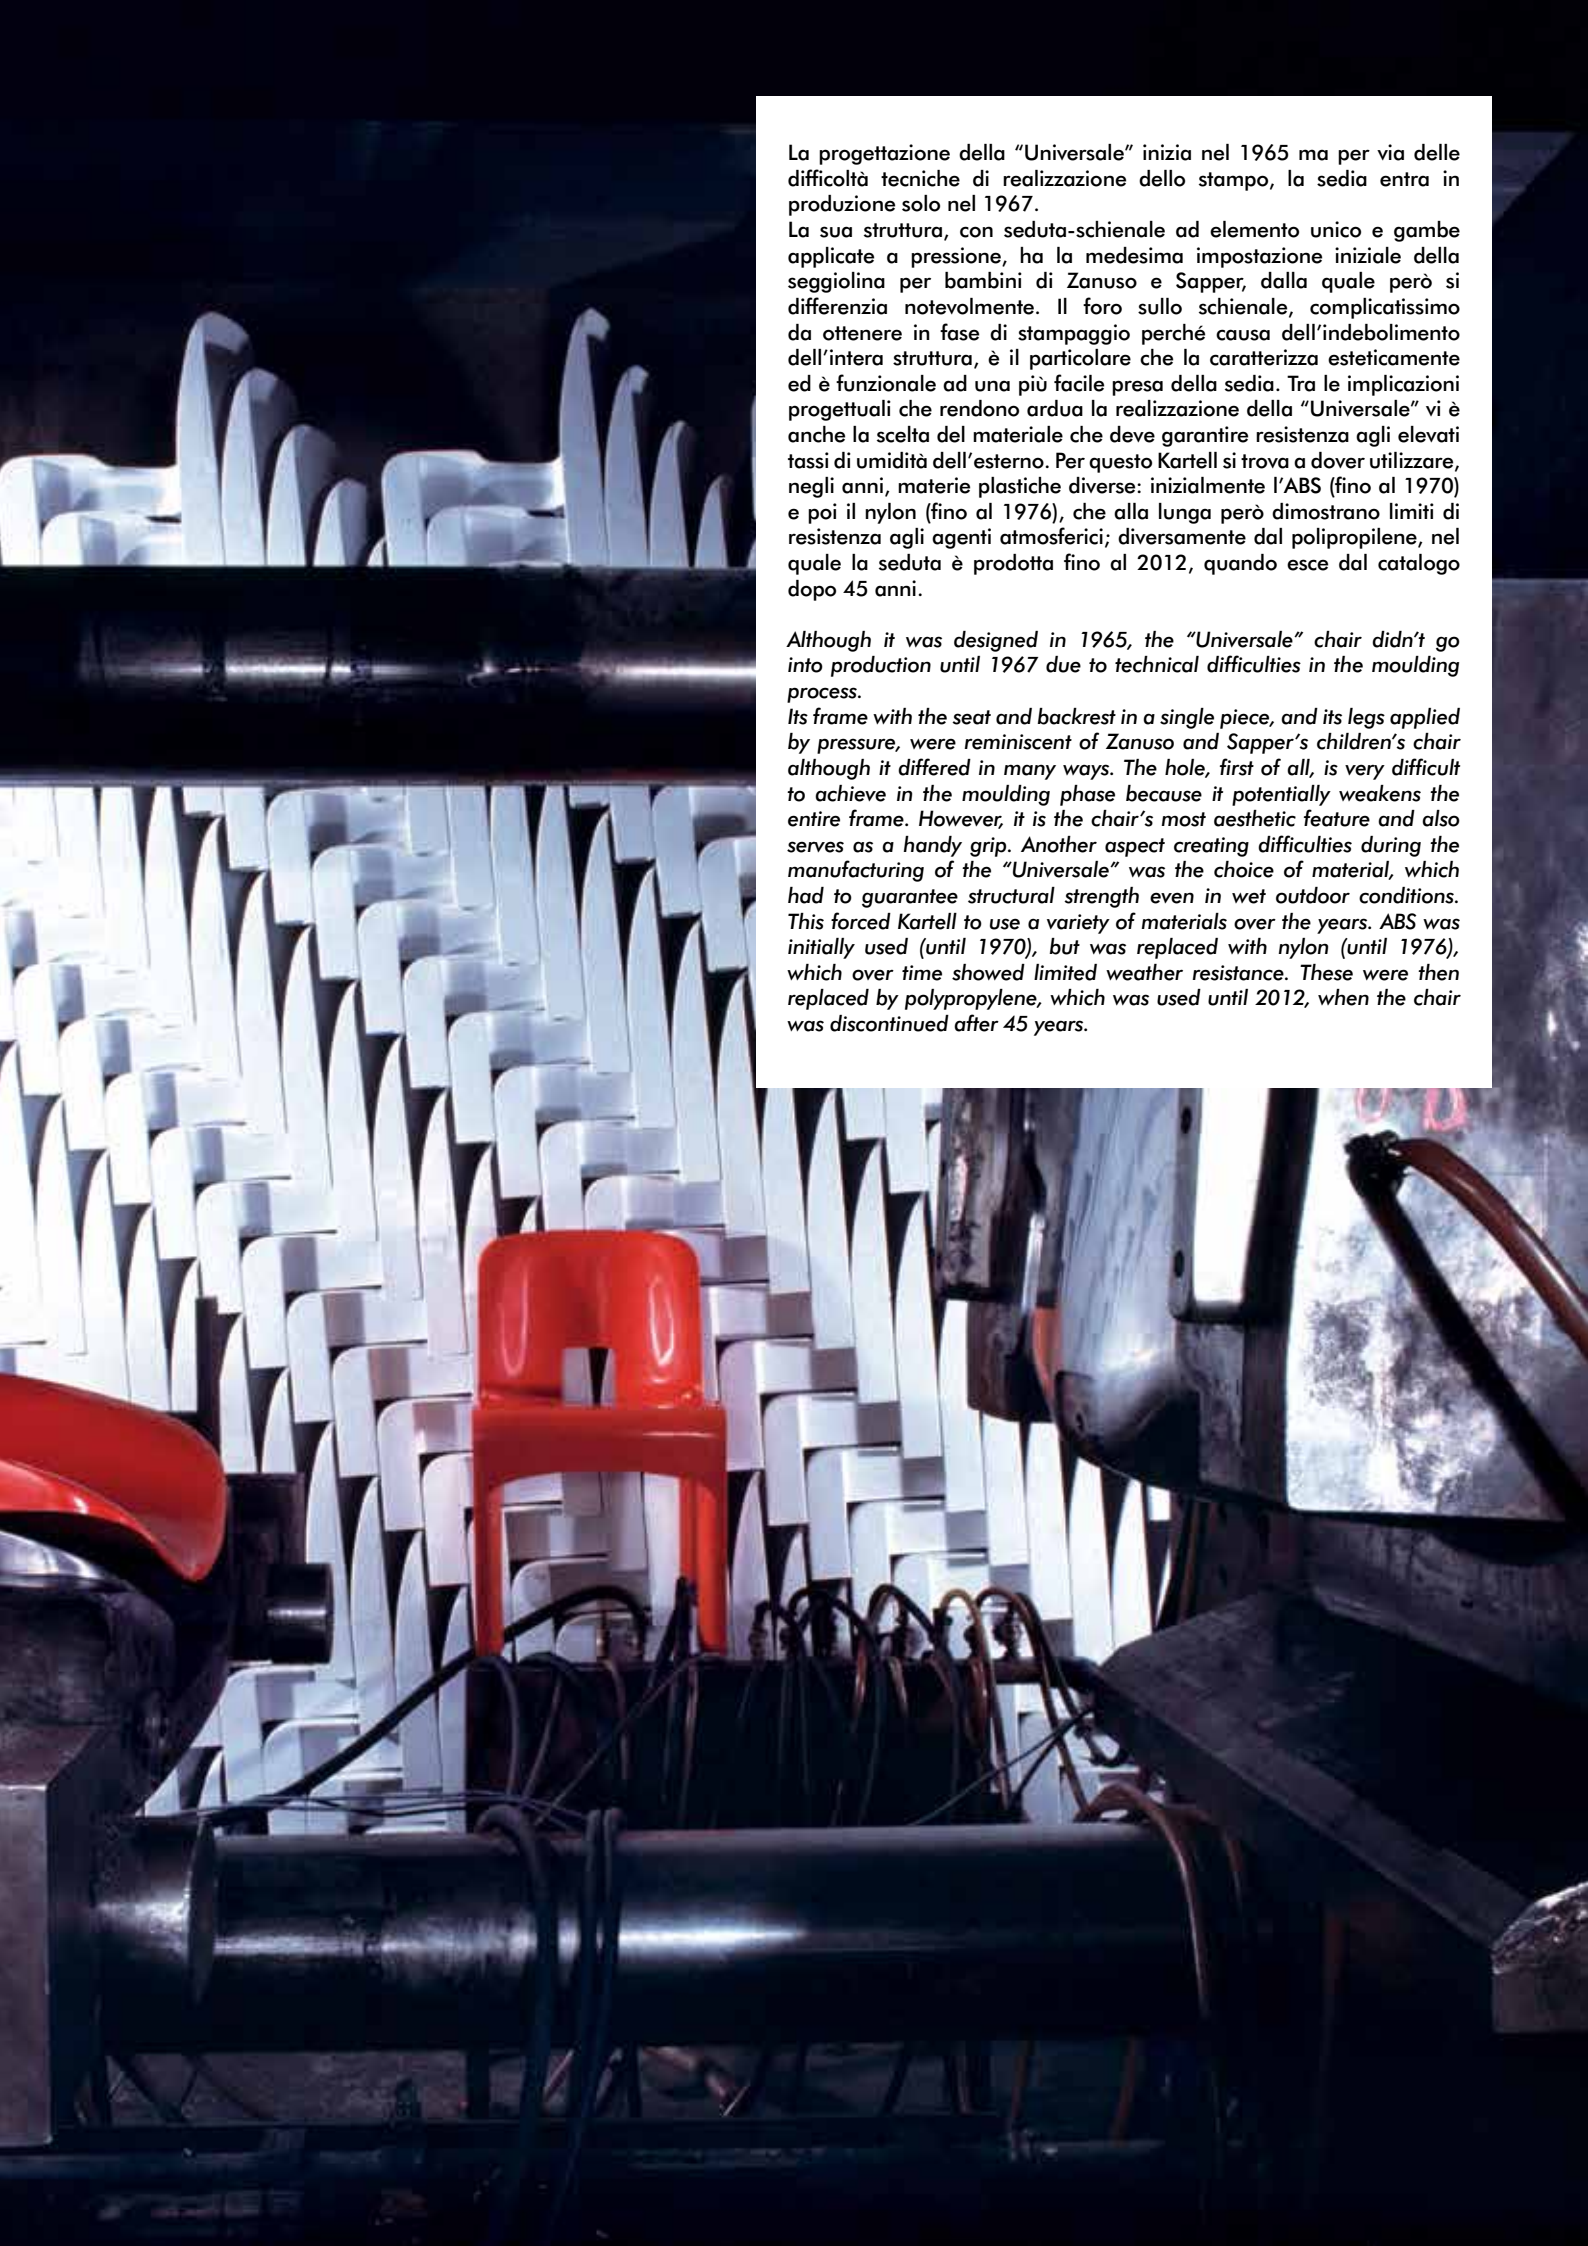 La progettazione della “Universale” inizia nel 1965 ma per via delle
difficoltà tecniche di realizzazione dello stampo, la sedia entra in
produzione solo nel 1967.
La sua struttura, con seduta-schienale ad elemento unico e gambe
applicate a pressione, ha la medesima impostazione iniziale della
seggiolina per bambini di Zanuso e Sapper, dalla quale però si
differenzia notevolmente. Il foro sullo schienale, complicatissimo
da ottenere in fase di stampaggio perché causa dell’indebolimento
dell’intera struttura, è il particolare che la caratterizza esteticamente
ed è funzionale ad una più facile presa della sedia. Tra le implicazioni
progettuali che rendono ardua la realizzazione della “Universale” vi è
anche la scelta del materiale che deve garantire resistenza agli elevati
tassi di umidità dell’esterno. Per questo Kartell si trova a dover utilizzare,
negli anni, materie plastiche diverse: inizialmente l’ABS (fino al 1970)
e poi il nylon (fino al 1976), che alla lunga però dimostrano limiti di
resistenza agli agenti atmosferici; diversamente dal polipropilene, nel
quale la seduta è prodotta fino al 2012, quando esce dal catalogo
dopo 45 anni.
Although it was designed in 1965, the “Universale” chair didn’t go
into production until 1967 due to technical difficulties in the moulding
process.
Its frame with the seat and backrest in a single piece, and its legs applied
by pressure, were reminiscent of Zanuso and Sapper’s children’s chair
although it differed in many ways. The hole, first of all, is very difficult
to achieve in the moulding phase because it potentially weakens the
entire frame. However, it is the chair’s most aesthetic feature and also
serves as a handy grip. Another aspect creating difficulties during the
manufacturing of the “Universale” was the choice of material, which
had to guarantee structural strength even in wet outdoor conditions.
This forced Kartell to use a variety of materials over the years. ABS was
initially used (until 1970), but was replaced with nylon (until 1976),
which over time showed limited weather resistance. These were then
replaced by polypropylene, which was used until 2012, when the chair
was discontinued after 45 years.